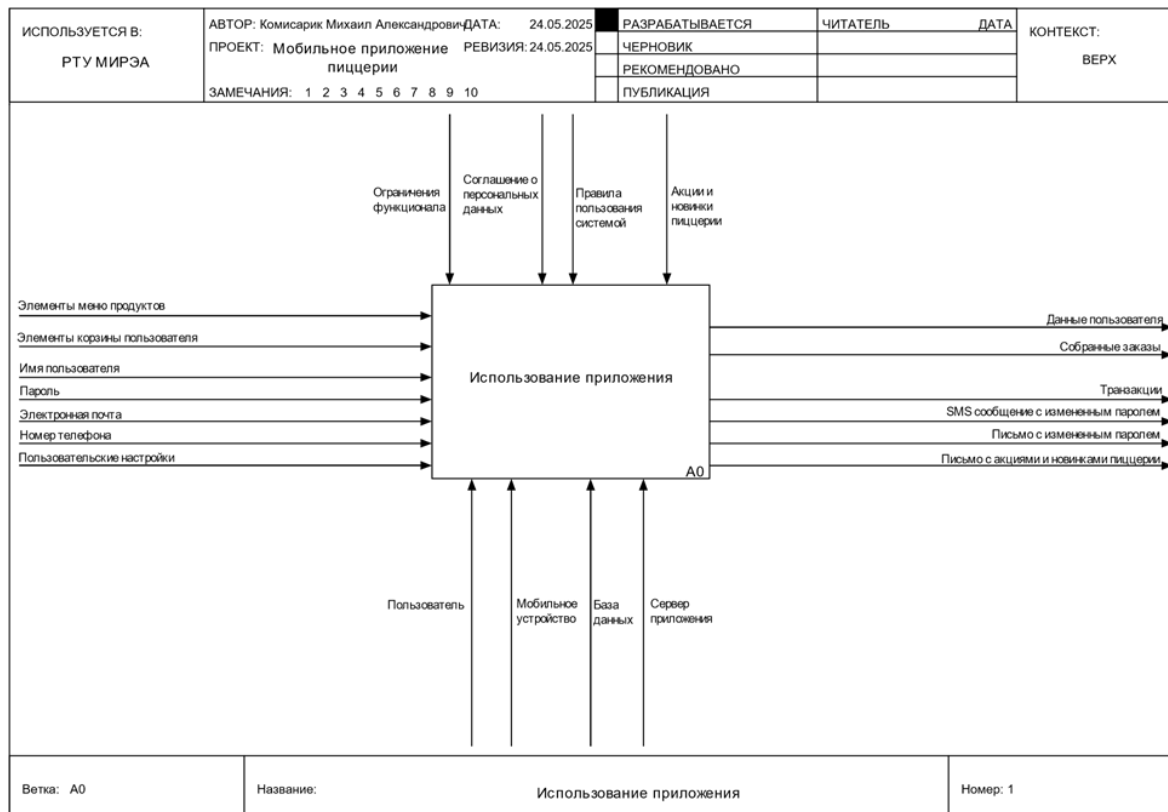 ИСПОЛЬЗУЕТСЯ В:
РТУ МИРЭА
АВТОР: Комисарик Михаил Александрович
ДАТА: 24.05.2025
ПРОЕКТ: Мобильное приложение
пиццерии
РЕВИЗИЯ: 24.05.2025
ЗАМЕЧАНИЯ: 1 2 3 4 5 6 7 8 9 10
РАЗРАБАТЫВАЕТСЯ
ЧЕРНОВИК
РЕКОМЕНДОВАНО
ПУБЛИКАЦИЯ
ЧИТАТЕЛЬ
ДАТА
КОНТЕКСТ:
ВЕРХ
Ограничения
функционала
Соглашение о
персональных
данных
Правила
пользования
системой
Акции и
новинки
пиццерии
Элементы меню продуктов
Элементы корзины пользователя
Имя пользователя
Пароль
Электронная почта
Номер телефона
Пользовательские настройки
Использование приложения
A0
Данные пользователя
Собранные заказы
Транзакции
SMS сообщение с измененным паролем
Письмо с измененным паролем
Письмо с акциями и новинками пиццерии
Пользователь
Мобильное
устройство
База
данных
Сервер
приложения
Ветка: A0
Название:
Использование приложения
Номер: 1